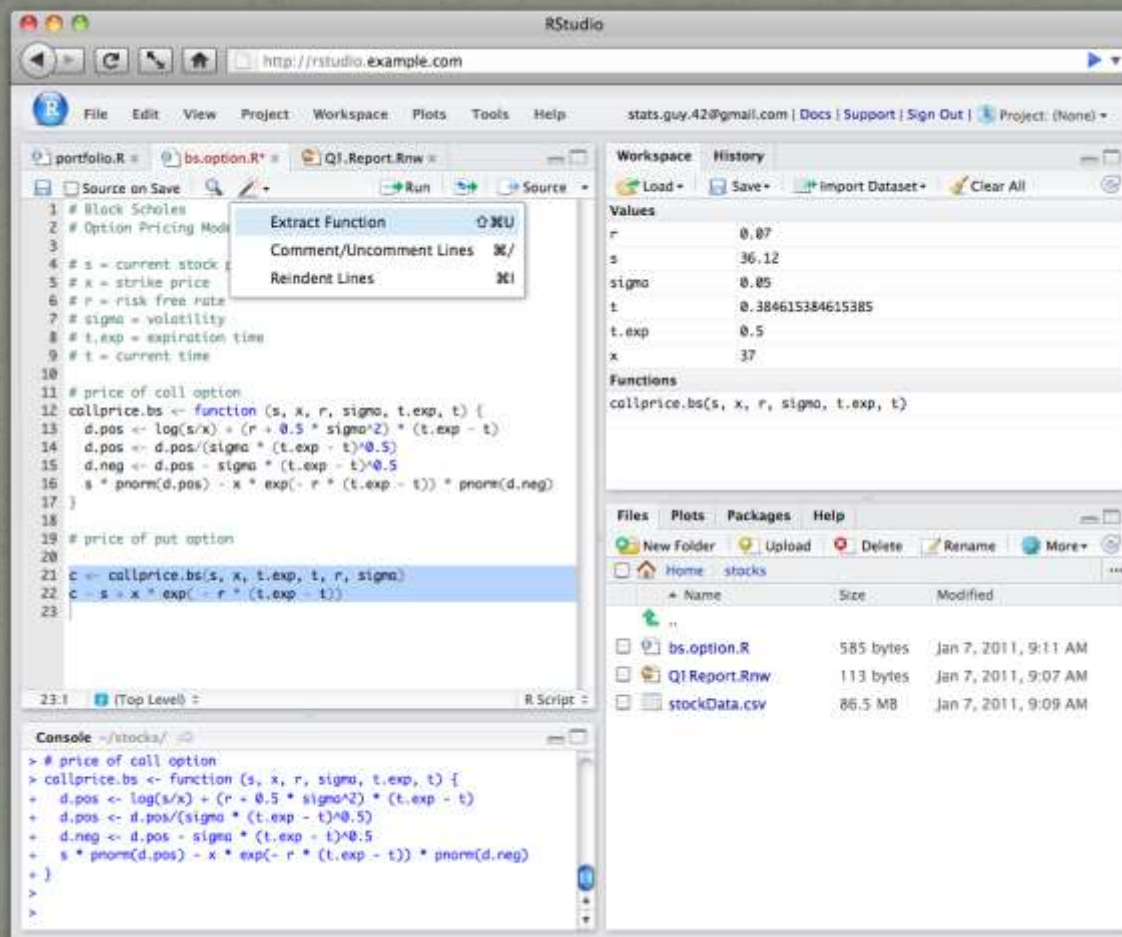 RStudio
http://rstudio.example.com
File Edit View Project Workspace Plots Tools Help
stats.guy.42@gmail.com | Docs | Support | Sign Out | Project: (None)
portfolio.R bs.option.R* Q1.Report.Rnw
Source on Save Run Source
Extract Function ⇧⌘U
Comment/Uncomment Lines ⌘/
Reindent Lines ⌘I
1 # Black Scholes
2 # Option Pricing Mode
3
4 # s = current stock p
5 # x = strike price
6 # r = risk free rate
7 # sigma = volatility
8 # t.exp = expiration time
9 # t = current time
10
11 # price of call option
12 callprice.bs <- function (s, x, r, sigma, t.exp, t) {
13 d.pos <- log(s/x) + (r + 0.5 * sigma^2) * (t.exp - t)
14 d.pos <- d.pos/(sigma * (t.exp - t)^0.5)
15 d.neg <- d.pos - sigma * (t.exp - t)^0.5
16 s * pnorm(d.pos) - x * exp(- r * (t.exp - t)) * pnorm(d.neg)
17 }
18
19 # price of put option
20
21 c <- callprice.bs(s, x, t.exp, t, r, sigma)
22 c - s + x * exp( - r * (t.exp - t))
23
23:1 (Top Level) R Script
Console ~/stocks/
> # price of call option
> callprice.bs <- function (s, x, r, sigma, t.exp, t) {
+ d.pos <- log(s/x) + (r + 0.5 * sigma^2) * (t.exp - t)
+ d.pos <- d.pos/(sigma * (t.exp - t)^0.5)
+ d.neg <- d.pos - sigma * (t.exp - t)^0.5
+ s * pnorm(d.pos) - x * exp(- r * (t.exp - t)) * pnorm(d.neg)
+ }
>
>
Workspace History
Load Save Import Dataset Clear All
Values
r 0.07
s 36.12
sigma 0.05
t 0.384615384615385
t.exp 0.5
x 37
Functions
callprice.bs(s, x, r, sigma, t.exp, t)
Files Plots Packages Help
New Folder Upload Delete Rename More
Home stocks ...
Name Size Modified
..
bs.option.R 585 bytes Jan 7, 2011, 9:11 AM
Q1Report.Rnw 113 bytes Jan 7, 2011, 9:07 AM
stockData.csv 86.5 MB Jan 7, 2011, 9:09 AM